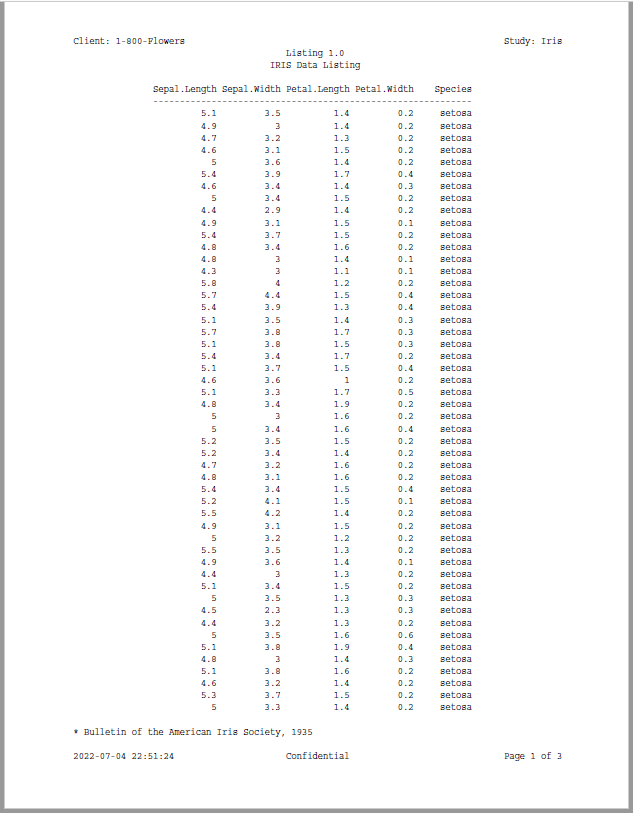 Client: 1-800-Flowers Study: Iris
Listing 1.0
IRIS Data Listing
Sepal.Length Sepal.Width Petal.Length Petal.Width Species
5.1 3.5 1.4 0.2 setosa
4.9 3 1.4 0.2 setosa
4.7 3.2 1.3 0.2 setosa
4.6 3.1 1.5 0.2 setosa
5 3.6 1.4 0.2 setosa
5.4 3.9 1.7 0.4 setosa
4.6 3.4 1.4 0.3 setosa
5 3.4 1.5 0.2 setosa
4.4 2.9 1.4 0.2 setosa
4.9 3.1 1.5 0.1 setosa
5.4 3.7 1.5 0.2 setosa
4.8 3.4 1.6 0.2 setosa
4.8 3 1.4 0.1 setosa
4.3 3 1.1 0.1 setosa
5.8 4 1.2 0.2 setosa
5.7 4.4 1.5 0.4 setosa
5.4 3.9 1.3 0.4 setosa
5.1 3.5 1.4 0.3 setosa
5.7 3.8 1.7 0.3 setosa
5.1 3.8 1.5 0.3 setosa
5.4 3.4 1.7 0.2 setosa
5.1 3.7 1.5 0.4 setosa
4.6 3.6 1 0.2 setosa
5.1 3.3 1.7 0.5 setosa
4.8 3.4 1.9 0.2 setosa
5 3 1.6 0.2 setosa
5 3.4 1.6 0.4 setosa
5.2 3.5 1.5 0.2 setosa
5.2 3.4 1.4 0.2 setosa
4.7 3.2 1.6 0.2 setosa
4.8 3.1 1.6 0.2 setosa
5.4 3.4 1.5 0.4 setosa
5.2 4.1 1.5 0.1 setosa
5.5 4.2 1.4 0.2 setosa
4.9 3.1 1.5 0.2 setosa
5 3.2 1.2 0.2 setosa
5.5 3.5 1.3 0.2 setosa
4.9 3.6 1.4 0.1 setosa
4.4 3 1.3 0.2 setosa
5.1 3.4 1.5 0.2 setosa
5 3.5 1.3 0.3 setosa
4.5 2.3 1.3 0.3 setosa
4.4 3.2 1.3 0.2 setosa
5 3.5 1.6 0.6 setosa
5.1 3.8 1.9 0.4 setosa
4.8 3 1.4 0.3 setosa
5.1 3.8 1.6 0.2 setosa
4.6 3.2 1.4 0.2 setosa
5.3 3.7 1.5 0.2 setosa
5 3.3 1.4 0.2 setosa
* Bulletin of the American Iris Society, 1935
2022-07-04 22:51:24 Confidential Page 1 of 3